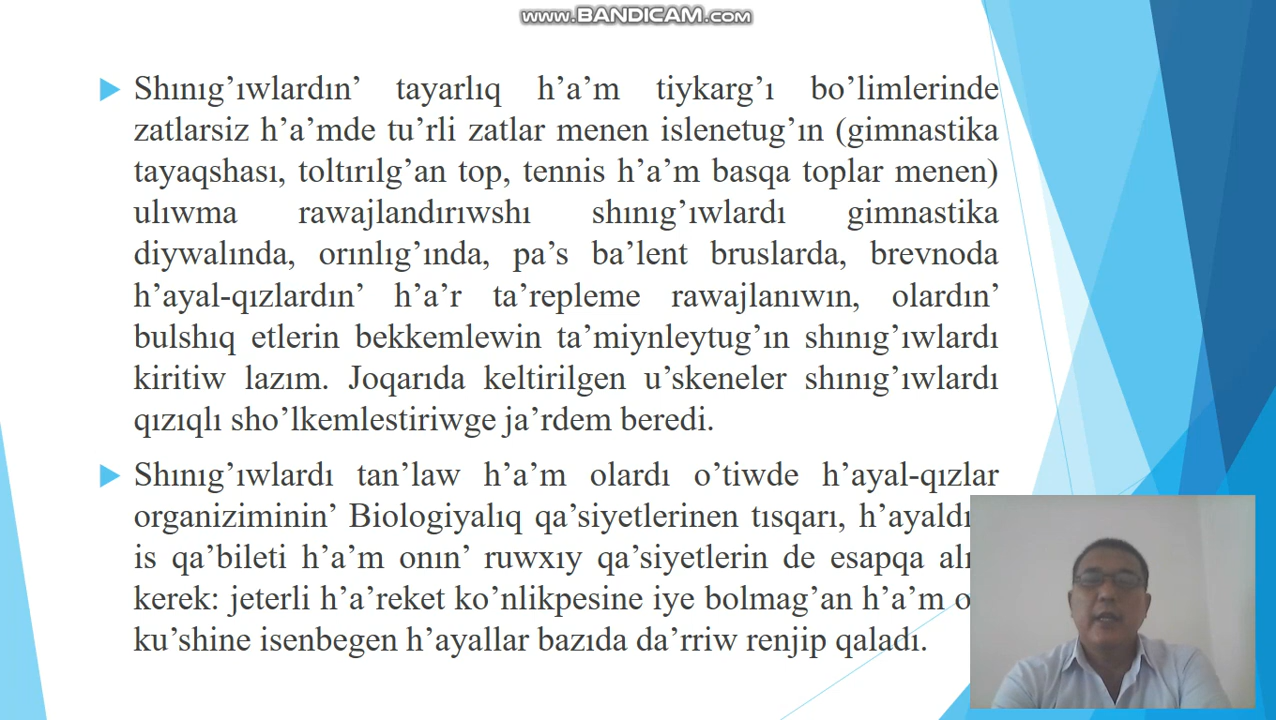 www.BANDICAM.com
Shınıg’ıwlardın’ tayarlıq h’a’m tiykarg’ı bo’limlerinde
zatlarsiz h’a’mde tu’rli zatlar menen islenetug’ın (gimnastika
tayaqshası, toltırılg’an top, tennis h’a’m basqa toplar menen)
ulıwma rawajlandırıwshı shınıg’ıwlardı gimnastika
diywalında, orınlıg’ında, pa’s ba’lent bruslarda, brevnoda
h’ayal-qızlardın’ h’a’r ta’repleme rawajlanıwın, olardın’
bulshıq etlerin bekkemlewin ta’miynleytug’ın shınıg’ıwlardı
kiritiw lazım. Joqarıda keltirilgen u’skeneler shınıg’ıwlardı
qızıqlı sho’lkemlestiriwge ja’rdem beredi.
Shınıg’ıwlardı tan’law h’a’m olardı o’tiwde h’ayal-qızlar
organiziminin’ Biologiyalıq qa’siyetlerinen tısqarı,
is qa’bileti h’a’m onın’ ruwxıy qa’siyetlerin de esapqa
kerek: jeterli h’a’reket ko’nlikpesine iye bolmag’an h’a’m
ku’shine isenbegen h’ayallar bazıda da’rriw renjip qaladı.